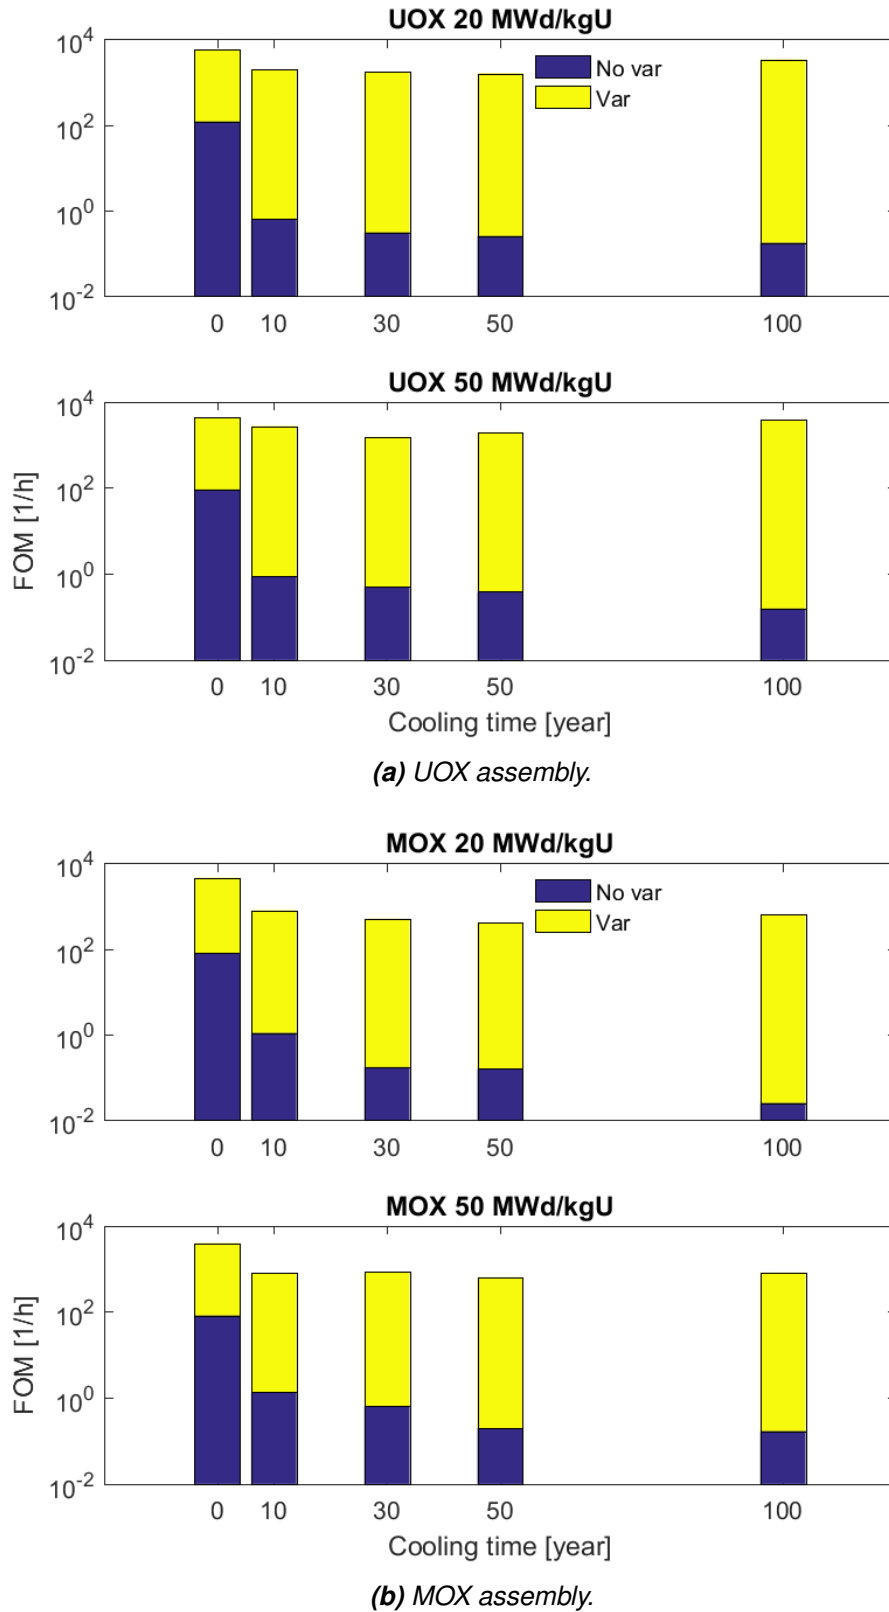 UOX 20 MWd/kgU
10^4
No var
Var
10^2
10^0
10^-2
0 10 30 50 100
UOX 50 MWd/kgU
10^4
10^2
FOM [1/h]
10^0
10^-2
0 10 30 50 100
Cooling time [year]
(a) UOX assembly.
MOX 20 MWd/kgU
10^4
No var
Var
10^2
10^0
10^-2
0 10 30 50 100
MOX 50 MWd/kgU
10^4
10^2
FOM [1/h]
10^0
10^-2
0 10 30 50 100
Cooling time [year]
(b) MOX assembly.